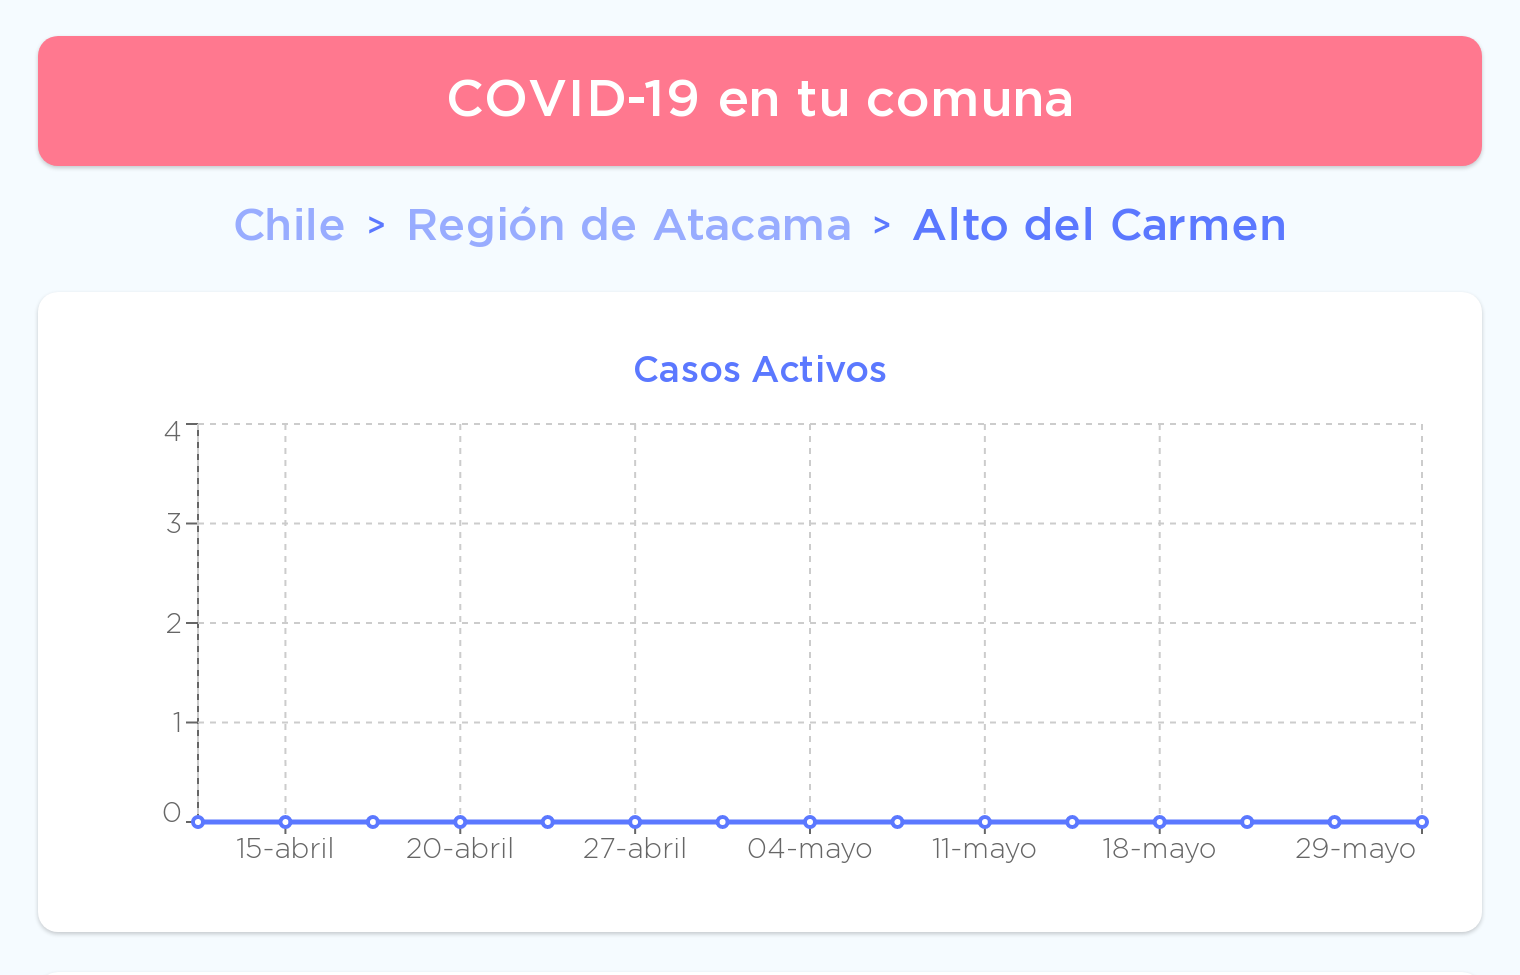 COVID-19 en tu comuna
Chile > Región de Atacama > Alto del Carmen
Casos Activos
4
3
2
1
0
15-abril 20-abril 27-abril 04-mayo 11-mayo 18-mayo 29-mayo